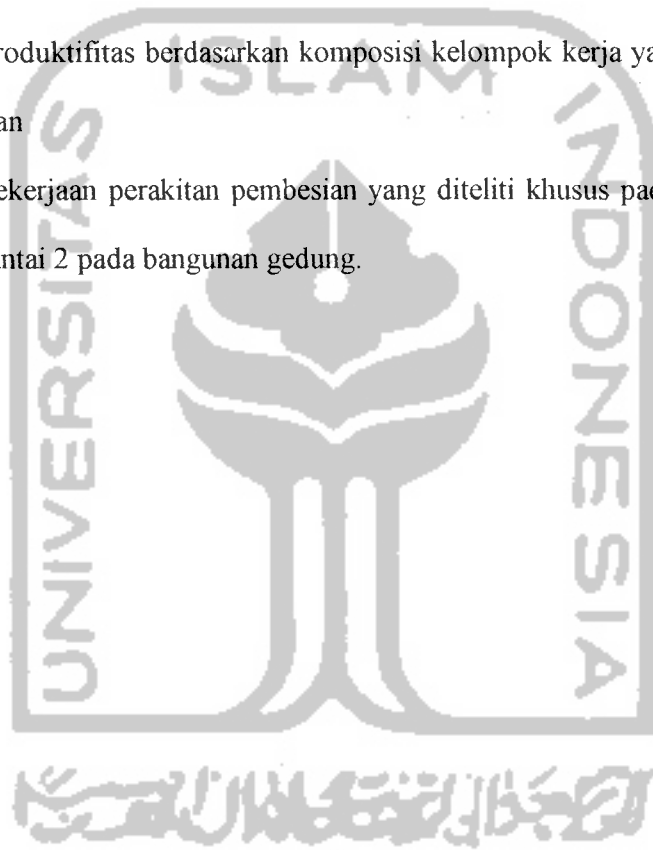 roduktifitas berdasarkan komposisi kelompok kerja ya
an
ekerjaan perakitan pembesian yang diteliti khusus pa
ntai 2 pada bangunan gedung.
ISLAM
UNIVERSITAS
INDONESIA